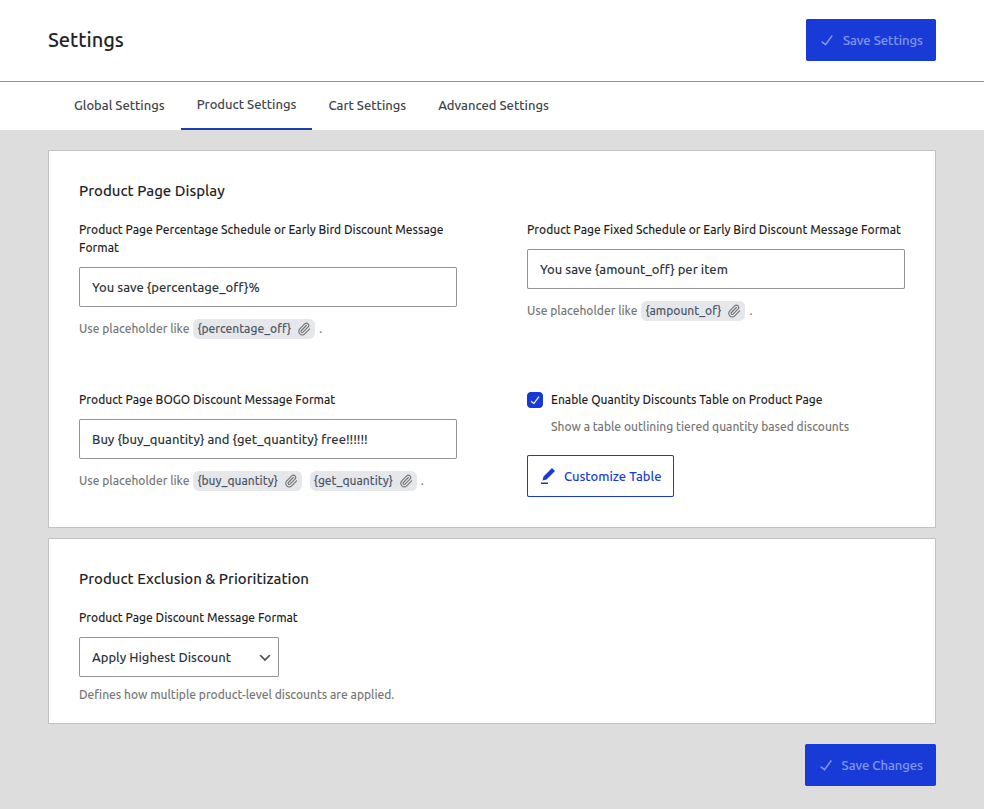 Settings
Save Settings
Global Settings
Product Settings
Cart Settings
Advanced Settings
Product Page Display
Product Page Percentage Schedule or Early Bird Discount Message
Format
You save {percentage_off}%
Use placeholder like {percentage_off} .
Product Page Fixed Schedule or Early Bird Discount Message Format
You save {amount_off} per item
Use placeholder like {ampount_of} .
Product Page BOGO Discount Message Format
Buy {buy_quantity} and {get_quantity} free!!!!!!
Use placeholder like {buy_quantity} {get_quantity} .
Enable Quantity Discounts Table on Product Page
Show a table outlining tiered quantity based discounts
Customize Table
Product Exclusion & Prioritization
Product Page Discount Message Format
Apply Highest Discount
Defines how multiple product-level discounts are applied.
Save Changes